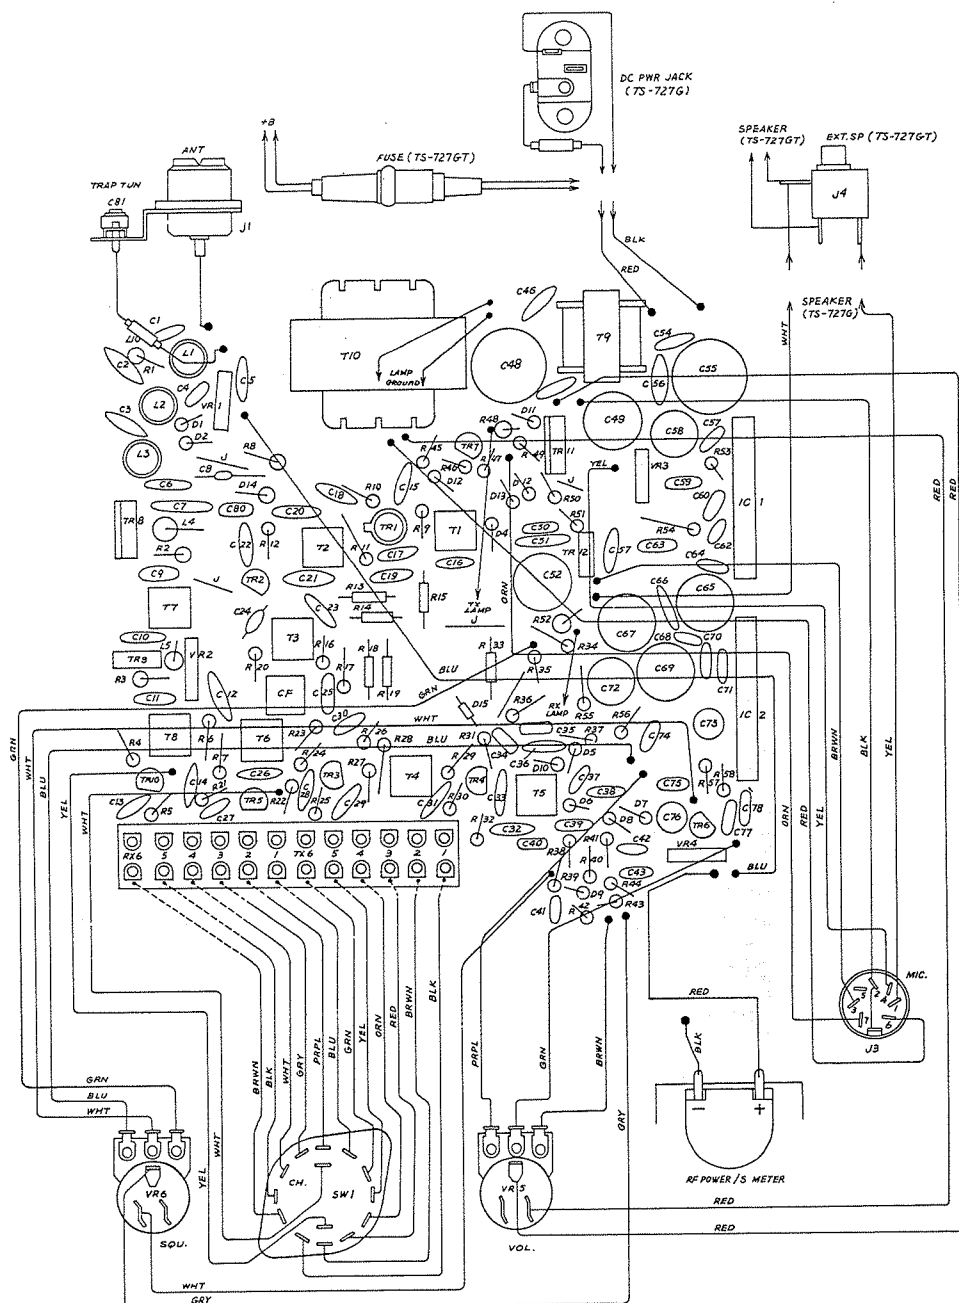 DC PWR JACK
(TS-727G)
+B
SPEAKER
(TS-727GT)
EXT.SP (TS-727GT)
FUSE (TS-727GT)
ANT
TRAP TUN
C81
J1
J4
BLK
RED
SPEAKER
(TS-727G)
WHT
C46
C1
L10
L1
C2
R1
T10
T9
C54
LAMP
GROUND
C48
C55
C56
C4
C5
L2
VR1
C3
D1
D2
L3
R8
J
C8
D14
C6
C7
C80
C20
C18
R10
C15
R45
R46
D12
TR7
R47
R48
D11
R49
TR11
C49
C58
C57
R53
YEL
VR3
C59
C60
IC 1
RED
RED
D13
D12
J
R50
R51
R54
C62
TR8
L4
R2
C22
R12
T2
R11
TR1
C17
R9
T1
D4
C50
C51
TR12
C57
C63
C64
C9
TR2
C21
C19
C16
C52
J
T7
C24
C23
R13
R14
R15
TX
LAMP
J
ORN
C66
C65
R52
C67
C68
C70
C10
TR9
L5
VR2
T3
R16
R18
R33
R34
R3
R20
R17
R19
BLU
GRN
R35
C69
C71
C11
C12
CF
C25
D15
R36
RX
LAMP
C72
R55
R56
IC 2
C73
C74
GRN
WHT
BLU
YEL
WHT
R4
T8
R6
R7
T6
R23
C30
WHT
R26
R28
BLU
R31
C34
C35
C36
R37
D5
R24
D10
TR10
C14
R21
C26
R22
C28
TR3
R27
T4
R29
TR4
C33
T5
C37
C38
C75
R57
R58
C13
R5
C27
TR5
R25
C29
C31
R30
D6
D7
D8
C76
TR6
C77
C78
R32
C32
C39
C40
R41
C42
VR4
R38
RX6
5
4
3
2
1
TX6
5
4
3
2
1
R39
R40
C43
R44
D9
R43
C41
R42
BLU
ORN
RED
YEL
BRWN
BLK
YEL
MIC.
J3
1
2
3
4
5
6
7
BRWN
BLK
WHT
GRY
PRPL
BLU
GRN
YEL
ORN
RED
BRWN
BLK
PRPL
GRN
BRWN
GRY
RED
BLK
GRN
BLU
WHT
YEL
WHT
-
+
RF POWER/S METER
VR6
SQU.
CH.
SW1
VR5
VOL.
RED
RED
WHT
GRY